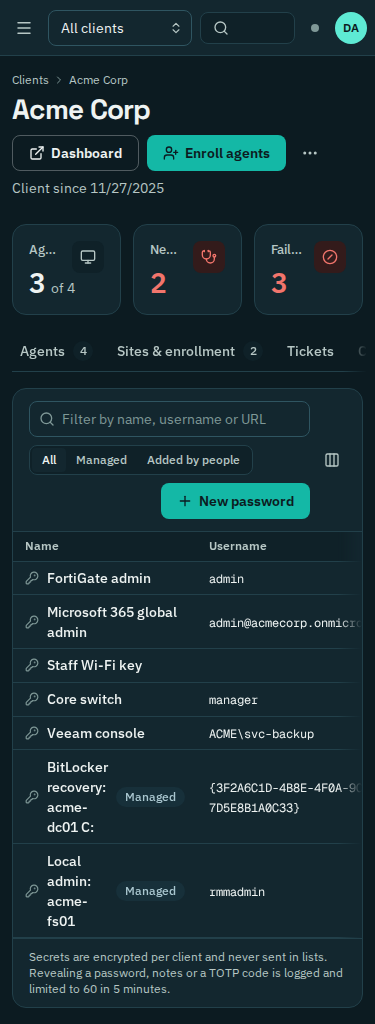 All clients
DA
Clients > Acme Corp
Acme Corp
Dashboard
Enroll agents
Client since 11/27/2025
Ag...
3 of 4
Ne...
2
Fail...
3
Agents 4
Sites & enrollment 2
Tickets
Filter by name, username or URL
All
Managed
Added by people
New password
Name Username
FortiGate admin admin
Microsoft 365 global
admin
admin@acmecorp.onmicro
Staff Wi-Fi key
Core switch manager
Veeam console ACME\svc-backup
BitLocker
recovery:
acme-
dc01 C:
Managed
{3F2A6C1D-4B8E-4F0A-9C
7D5E8B1A0C33}
Local
admin:
acme-
fs01
Managed
rmmadmin
Secrets are encrypted per client and never sent in lists.
Revealing a password, notes or a TOTP code is logged and
limited to 60 in 5 minutes.